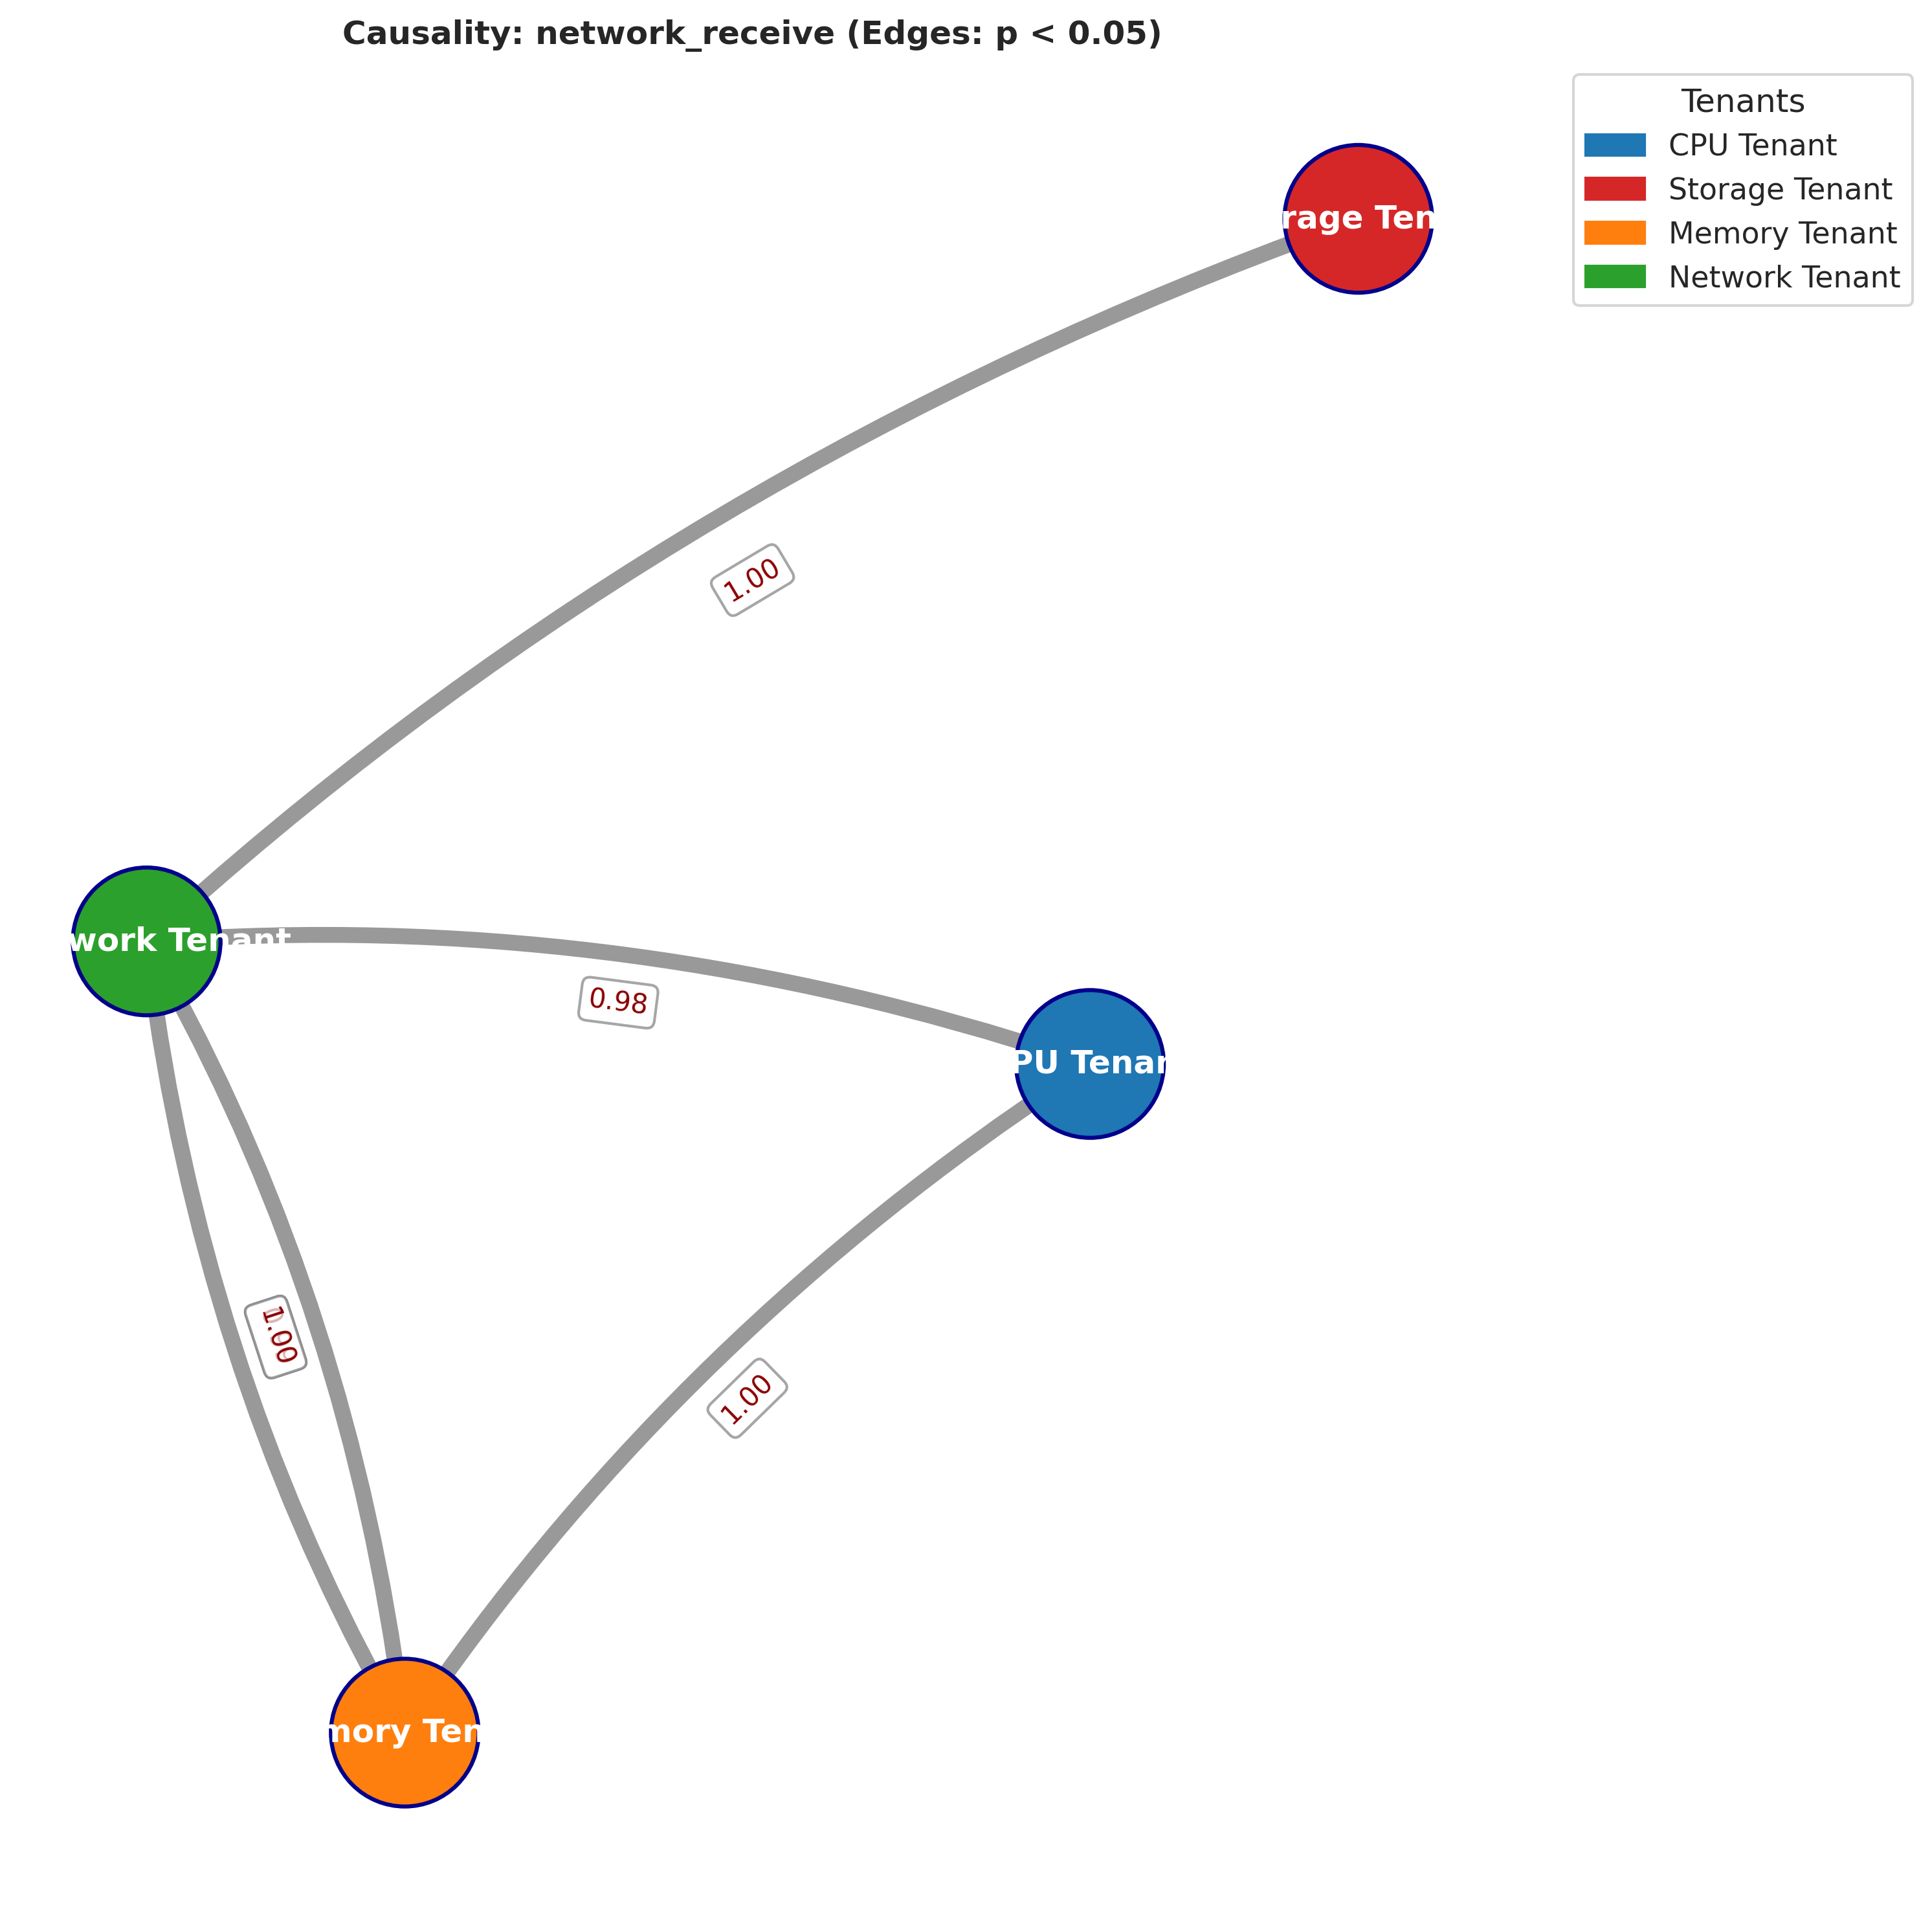 Causality: network_receive (Edges: p < 0.05)
Tenants
CPU Tenant
Storage Tenant
Memory Tenant
Network Tenant
rage Ten
1.00
work Tenant
0.98
PU Tenan
1.00
1.00
mory Ten